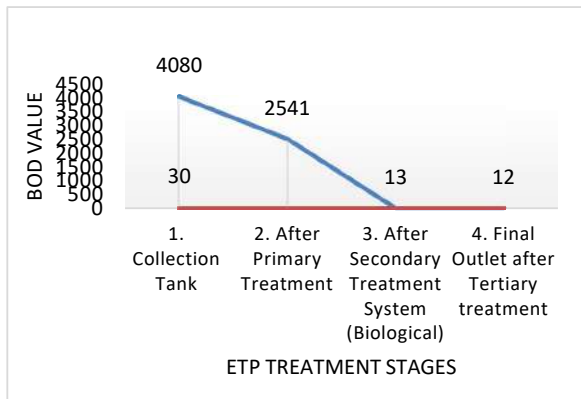 4080
4500
4000
3500
3000
2500
2000
1500
1000
500
0
BOD VALUE
2541
30
13
12
1.
Collection
Tank
2. After
Primary
Treatment
3. After
Secondary
Treatment
System
(Biological)
4. Final
Outlet after
Tertiary
treatment
ETP TREATMENT STAGES